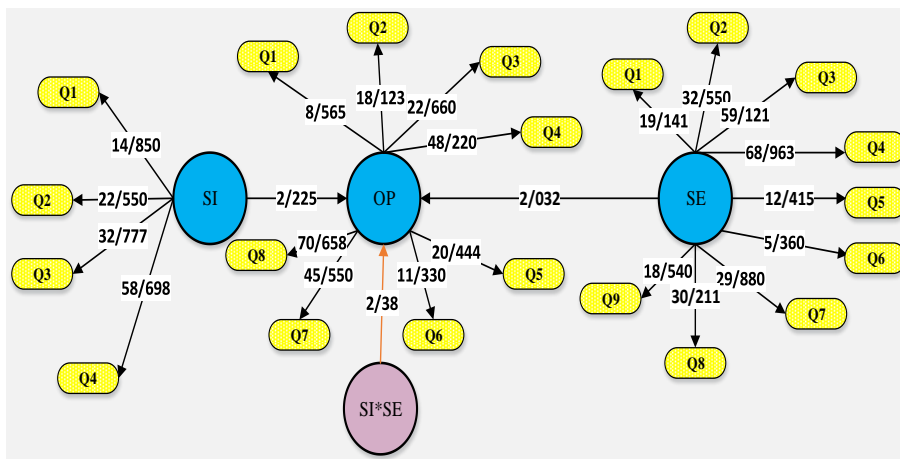 Q1
14/850
Q2
22/550
32/777
Q3
58/698
Q4
SI
2/225
Q1
Q2
Q3
Q4
8/565
18/123
22/660
48/220
OP
70/658
Q8
45/550
Q7
11/330
Q6
20/444
Q5
2/38
SI*SE
2/032
SE
Q1
Q2
Q3
Q4
19/141
32/550
59/121
68/963
12/415
Q5
5/360
Q6
18/540
Q9
30/211
Q8
29/880
Q7